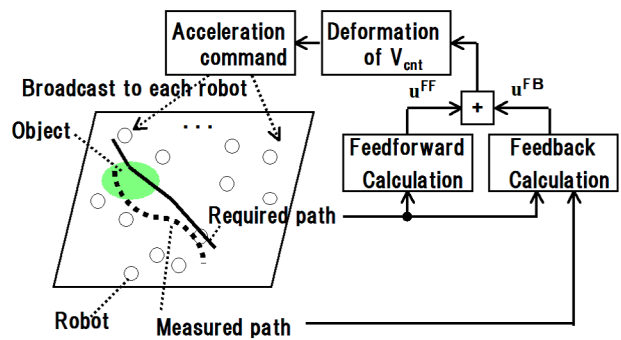 Acceleration
command
Deformation
of Vcnt
Broadcast to each robot
uFF
+
uFB
Object
...
Feedforward
Calculation
Feedback
Calculation
Required path
Robot
Measured path